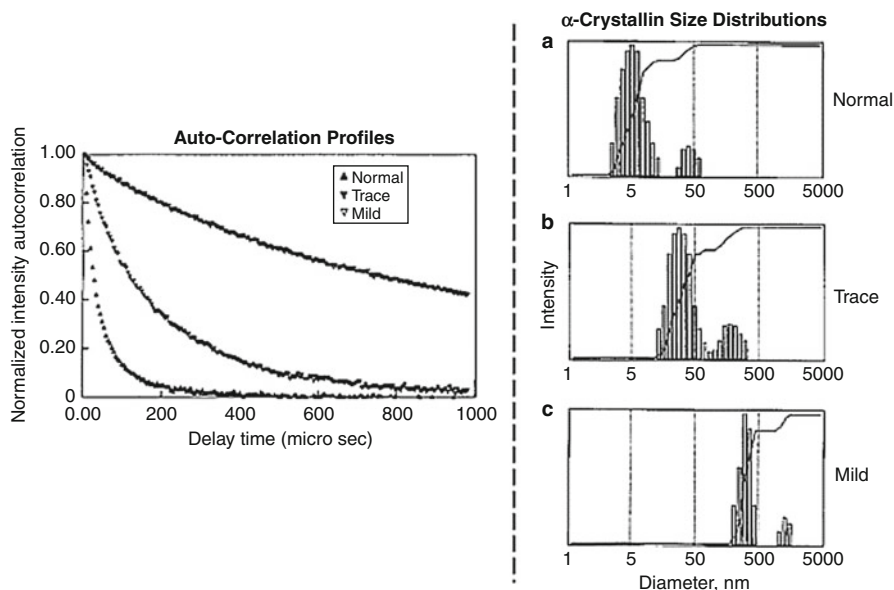 Auto-Correlation Profiles
Normalized intensity autocorrelation
1.00
0.80
0.60
0.40
0.20
0
0.00 200 400 600 800 1000
Delay time (micro sec)
Normal
Trace
Mild
α-Crystallin Size Distributions
a
Normal
1 5 50 500 5000
b
Trace
Intensity
1 5 50 500 5000
c
Mild
1 5 50 500 5000
Diameter, nm